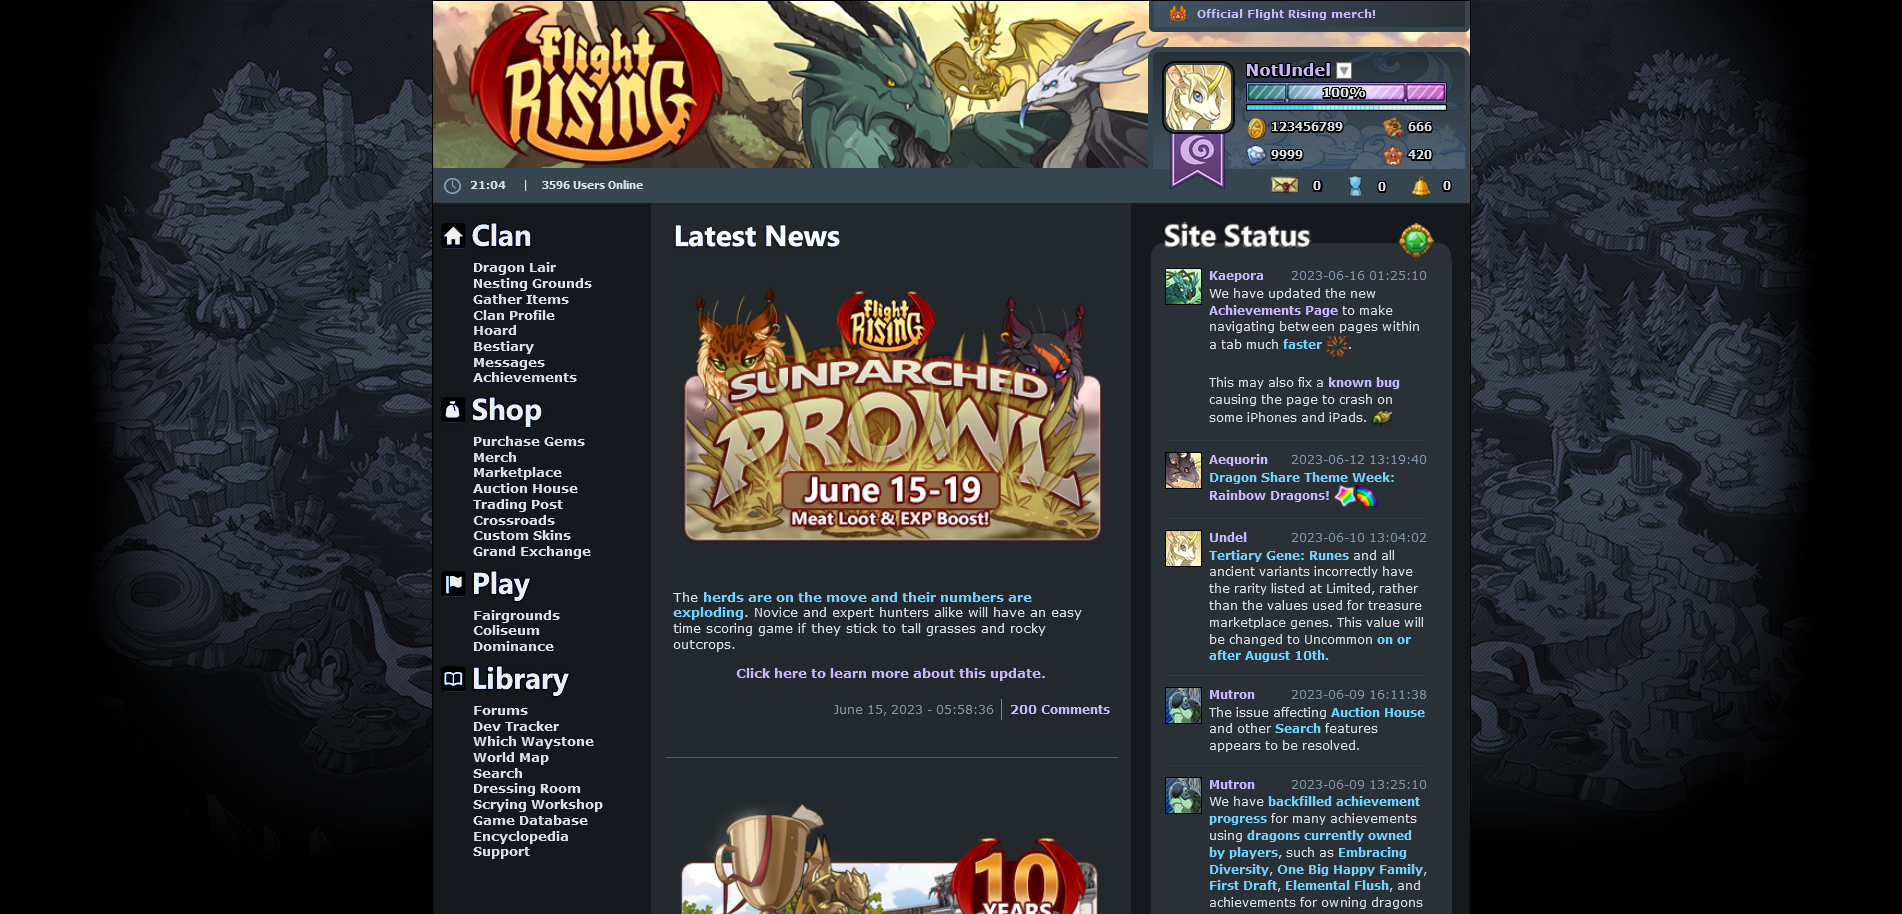 Flight
RISING
Official Flight Rising merch!
NotUndel
100%
123456789
666
9999
420
21:04 | 3596 Users Online
0
0
0
Clan
Dragon Lair
Nesting Grounds
Gather Items
Clan Profile
Hoard
Bestiary
Messages
Achievements
Shop
Purchase Gems
Merch
Marketplace
Auction House
Trading Post
Crossroads
Custom Skins
Grand Exchange
Play
Fairgrounds
Coliseum
Dominance
Library
Forums
Dev Tracker
Which Waystone
World Map
Search
Dressing Room
Scrying Workshop
Game Database
Encyclopedia
Support
Latest News
Flight
RISING
SUNPARCHED
PROWL
June 15-19
Meat Loot & EXP Boost!
The herds are on the move and their numbers are
exploding. Novice and expert hunters alike will have an easy
time scoring game if they stick to tall grasses and rocky
outcrops.
Click here to learn more about this update.
June 15, 2023 - 05:58:36 | 200 Comments
10
YEARS
Site Status
Kaepora 2023-06-16 01:25:10
We have updated the new
Achievements Page to make
navigating between pages within
a tab much faster .
This may also fix a known bug
causing the page to crash on
some iPhones and iPads.
Aequorin 2023-06-12 13:19:40
Dragon Share Theme Week:
Rainbow Dragons!
Undel 2023-06-10 13:04:02
Tertiary Gene: Runes and all
ancient variants incorrectly have
the rarity listed at Limited, rather
than the values used for treasure
marketplace genes. This value will
be changed to Uncommon on or
after August 10th.
Mutron 2023-06-09 16:11:38
The issue affecting Auction House
and other Search features
appears to be resolved.
Mutron 2023-06-09 13:25:10
We have backfilled achievement
progress for many achievements
using dragons currently owned
by players, such as Embracing
Diversity, One Big Happy Family,
First Draft, Elemental Flush, and
achievements for owning dragons